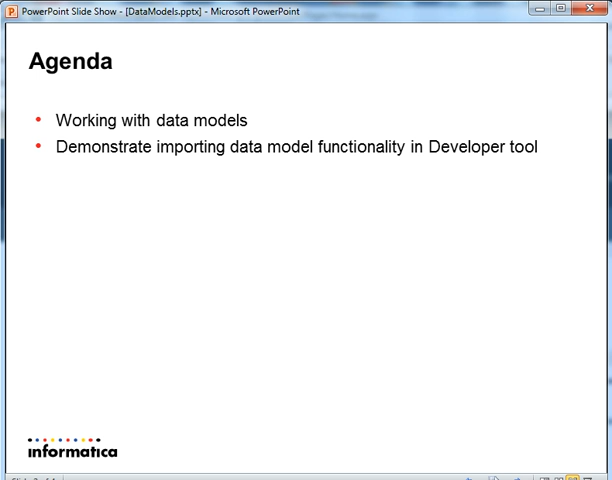 PowerPoint Slide Show - [DataModels.pptx] - Microsoft PowerPoint
Agenda
• Working with data models
• Demonstrate importing data model functionality in Developer tool
informatica